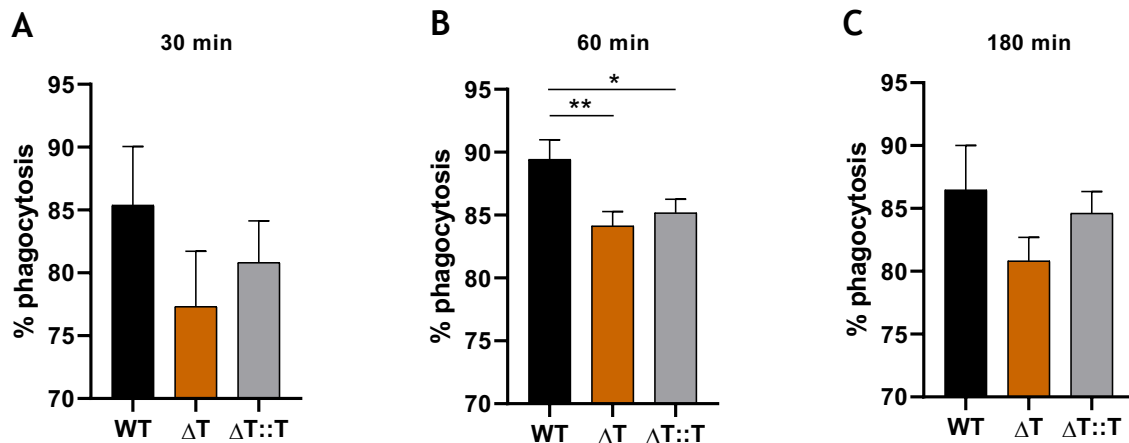 A
30 min
% phagocytosis
95
90
85
80
75
70
WT ΔT ΔT::T
B
60 min
% phagocytosis
95
90
85
80
75
70
*
**
WT ΔT ΔT::T
C
180 min
% phagocytosis
95
90
85
80
75
70
WT ΔT ΔT::T